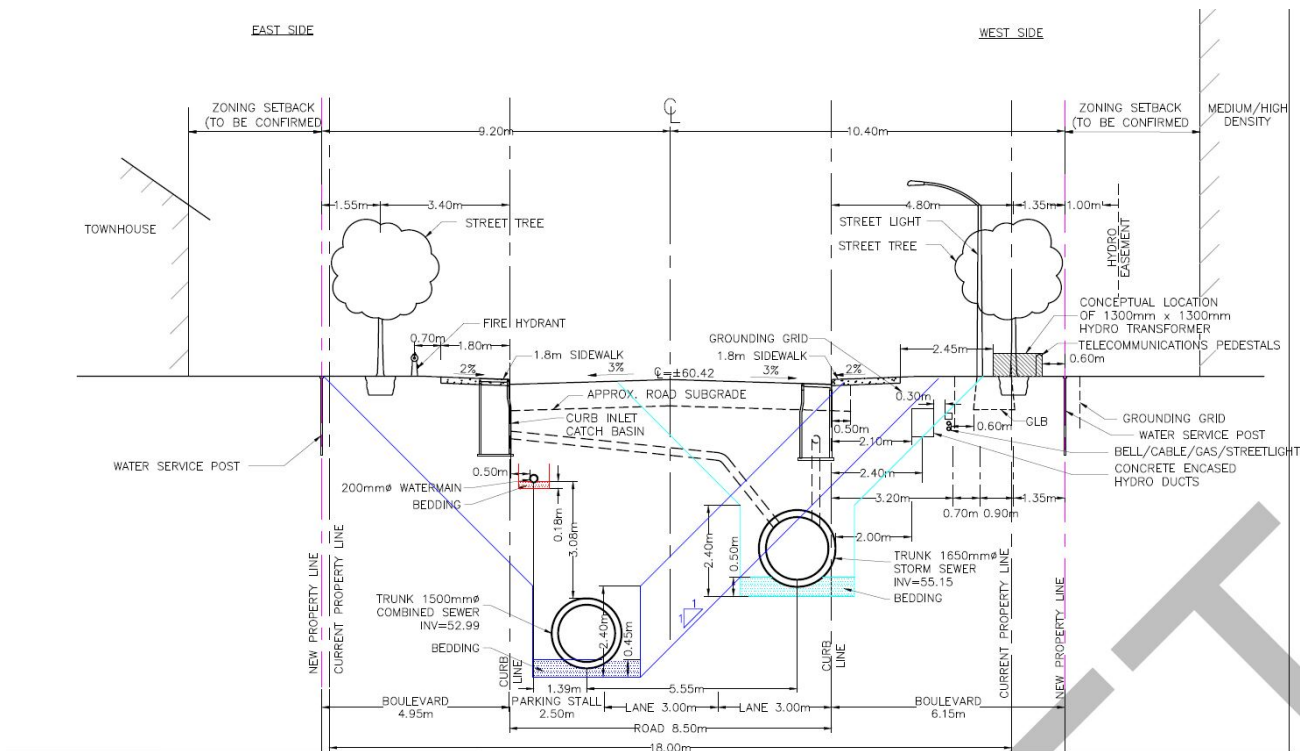 EAST SIDE
WEST SIDE
ZONING SETBACK
(TO BE CONFIRMED
℄
ZONING SETBACK
(TO BE CONFIRMED
MEDIUM/HIGH
DENSITY
9.20m
10.40m
1.55m
3.40m
4.80m
1.35m
1.00m
TOWNHOUSE
STREET TREE
STREET LIGHT
STREET TREE
HYDRO
EASEMENT
CONCEPTUAL LOCATION
OF 1300mm x 1300mm
HYDRO TRANSFORMER
TELECOMMUNICATIONS PEDESTALS
0.60m
FIRE HYDRANT
0.70m
1.80m
GROUNDING GRID
2.45m
1.8m SIDEWALK
1.8m SIDEWALK
2%
3%
℄=±60.42
3%
2%
APPROX. ROAD SUBGRADE
0.30m
CURB INLET
CATCH BASIN
0.50m
0.60m
GLB
GROUNDING GRID
WATER SERVICE POST
WATER SERVICE POST
2.10m
BELL/CABLE/GAS/STREETLIGHT
0.50m
2.40m
CONCRETE ENCASED
HYDRO DUCTS
200mmø WATERMAIN
BEDDING
3.20m
0.70m
0.90m
1.35m
0.18m
3.08m
2.40m
0.50m
2.00m
TRUNK 1650mmø
STORM SEWER
INV=55.15
BEDDING
TRUNK 1500mmø
COMBINED SEWER
INV=52.99
BEDDING
2.40m
0.45m
1
1
NEW PROPERTY LINE
CURRENT PROPERTY LINE
CURB
LINE
CURB
LINE
CURRENT PROPERTY LINE
NEW PROPERTY LINE
1.39m
5.55m
BOULEVARD
4.95m
PARKING STALL
2.50m
LANE 3.00m
LANE 3.00m
BOULEVARD
6.15m
ROAD 8.50m
18.00m